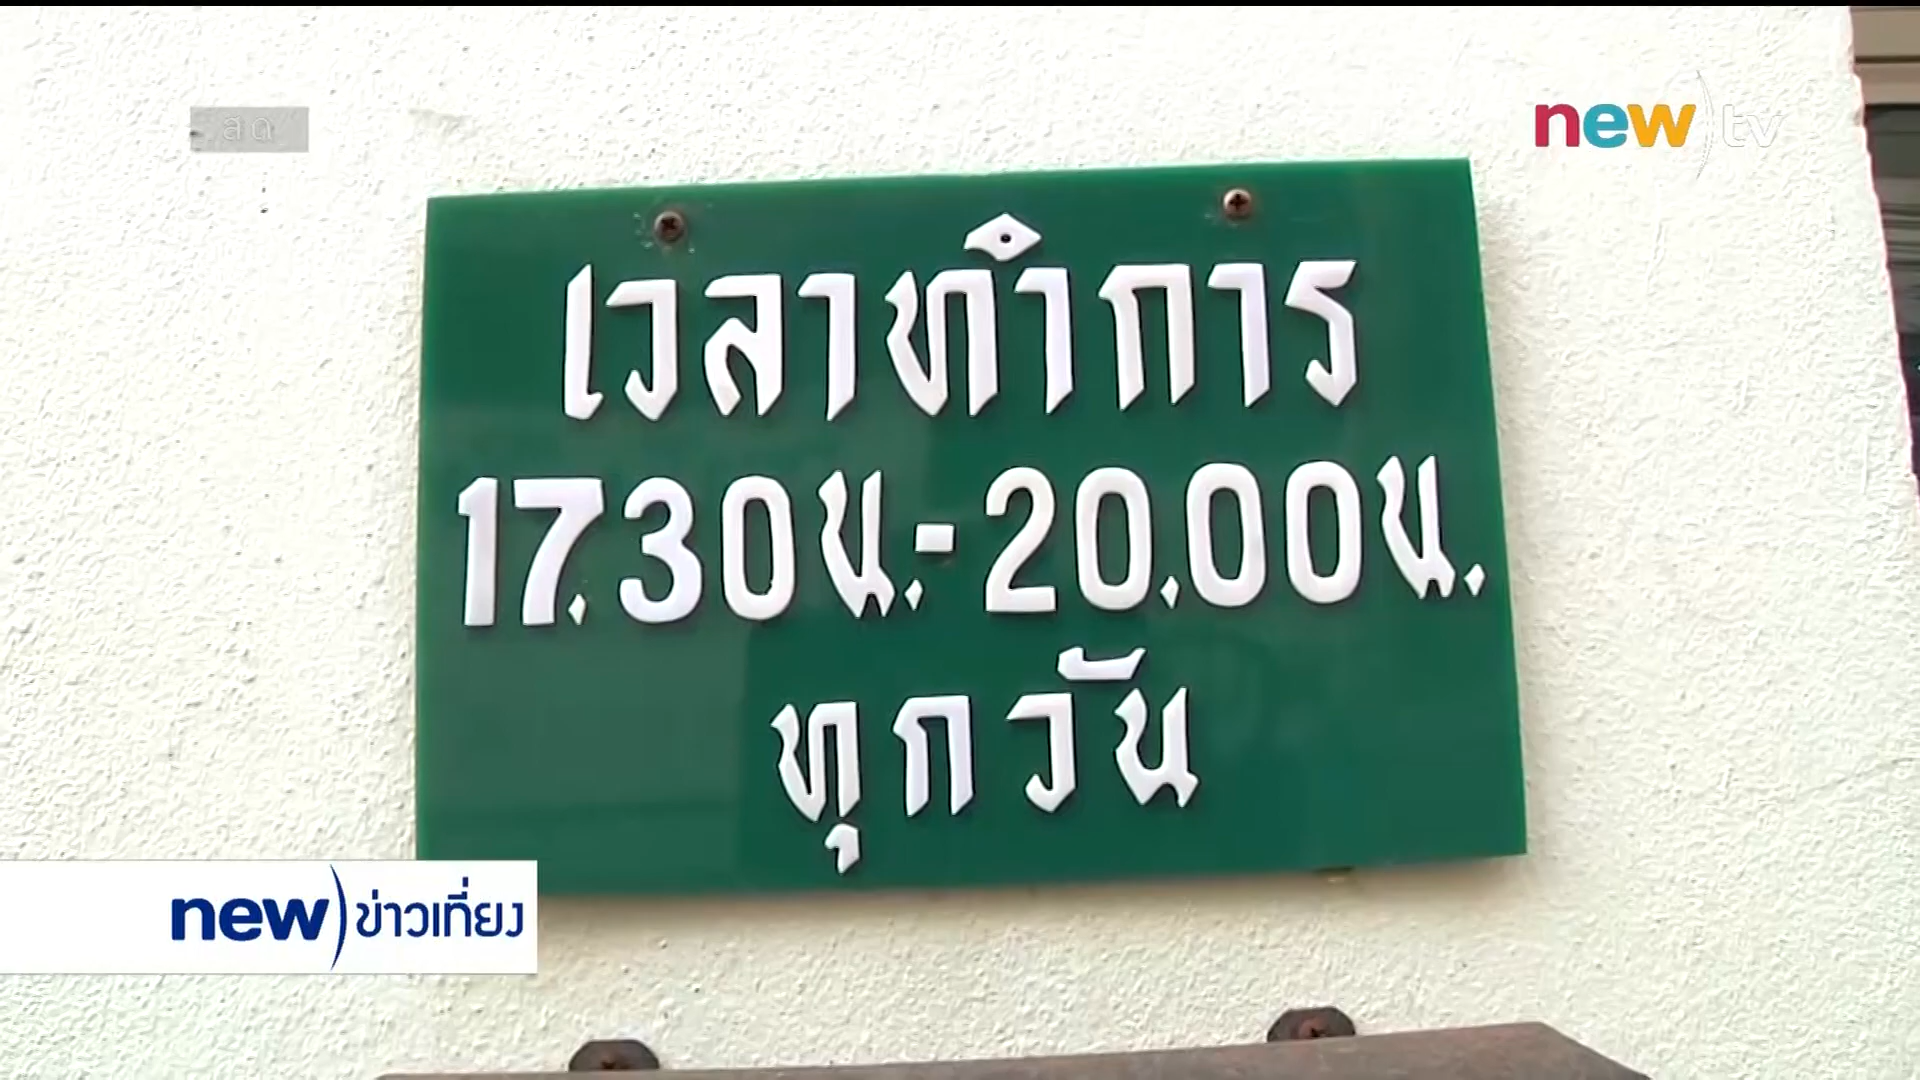 สด
new)tv
เวลาทำการ
17.30น.-20.00น.
ทุกวัน
new)ข่าวเที่ยง